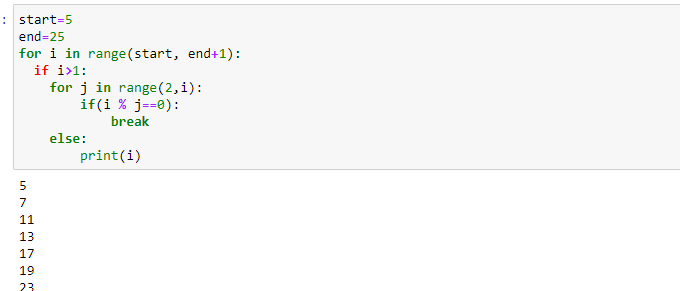 :
start=5
end=25
for i in range(start, end+1):
  if i>1:
    for j in range(2,i):
        if(i % j==0):
            break
    else:
        print(i)
5
7
11
13
17
19
23